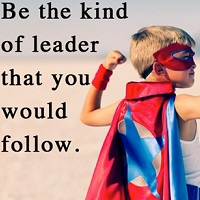 Be the kind
of leader
that you
would
follow.